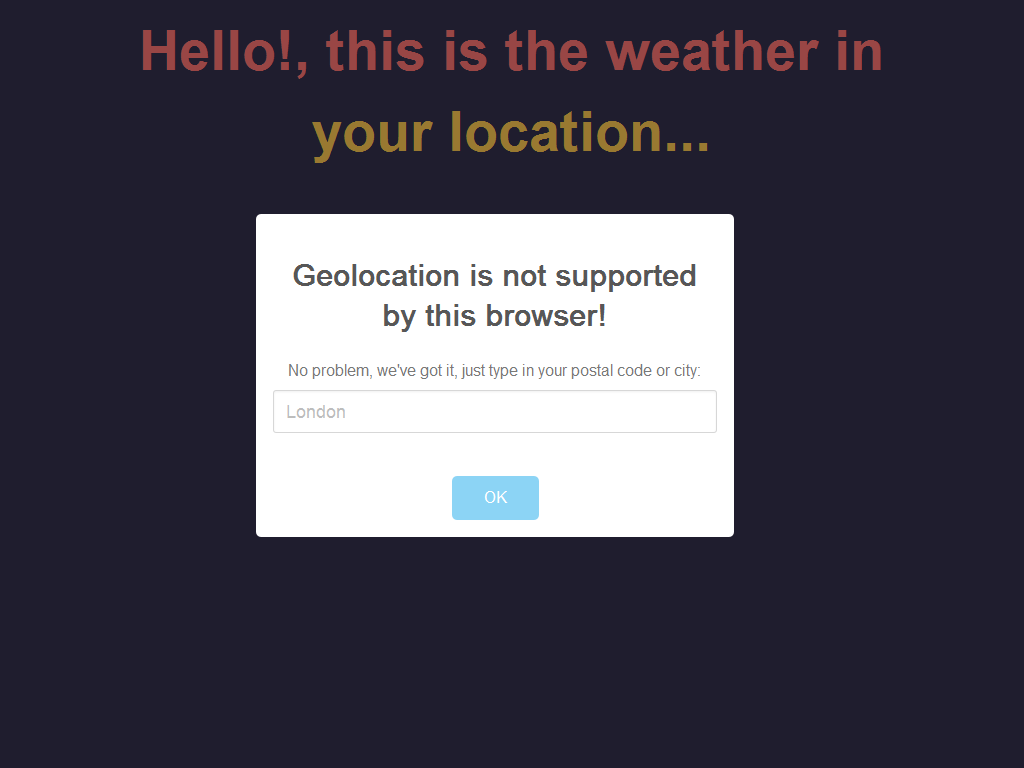 Hello!, this is the weather in
your location...
Geolocation is not supported
by this browser!
No problem, we've got it, just type in your postal code or city:
London
OK